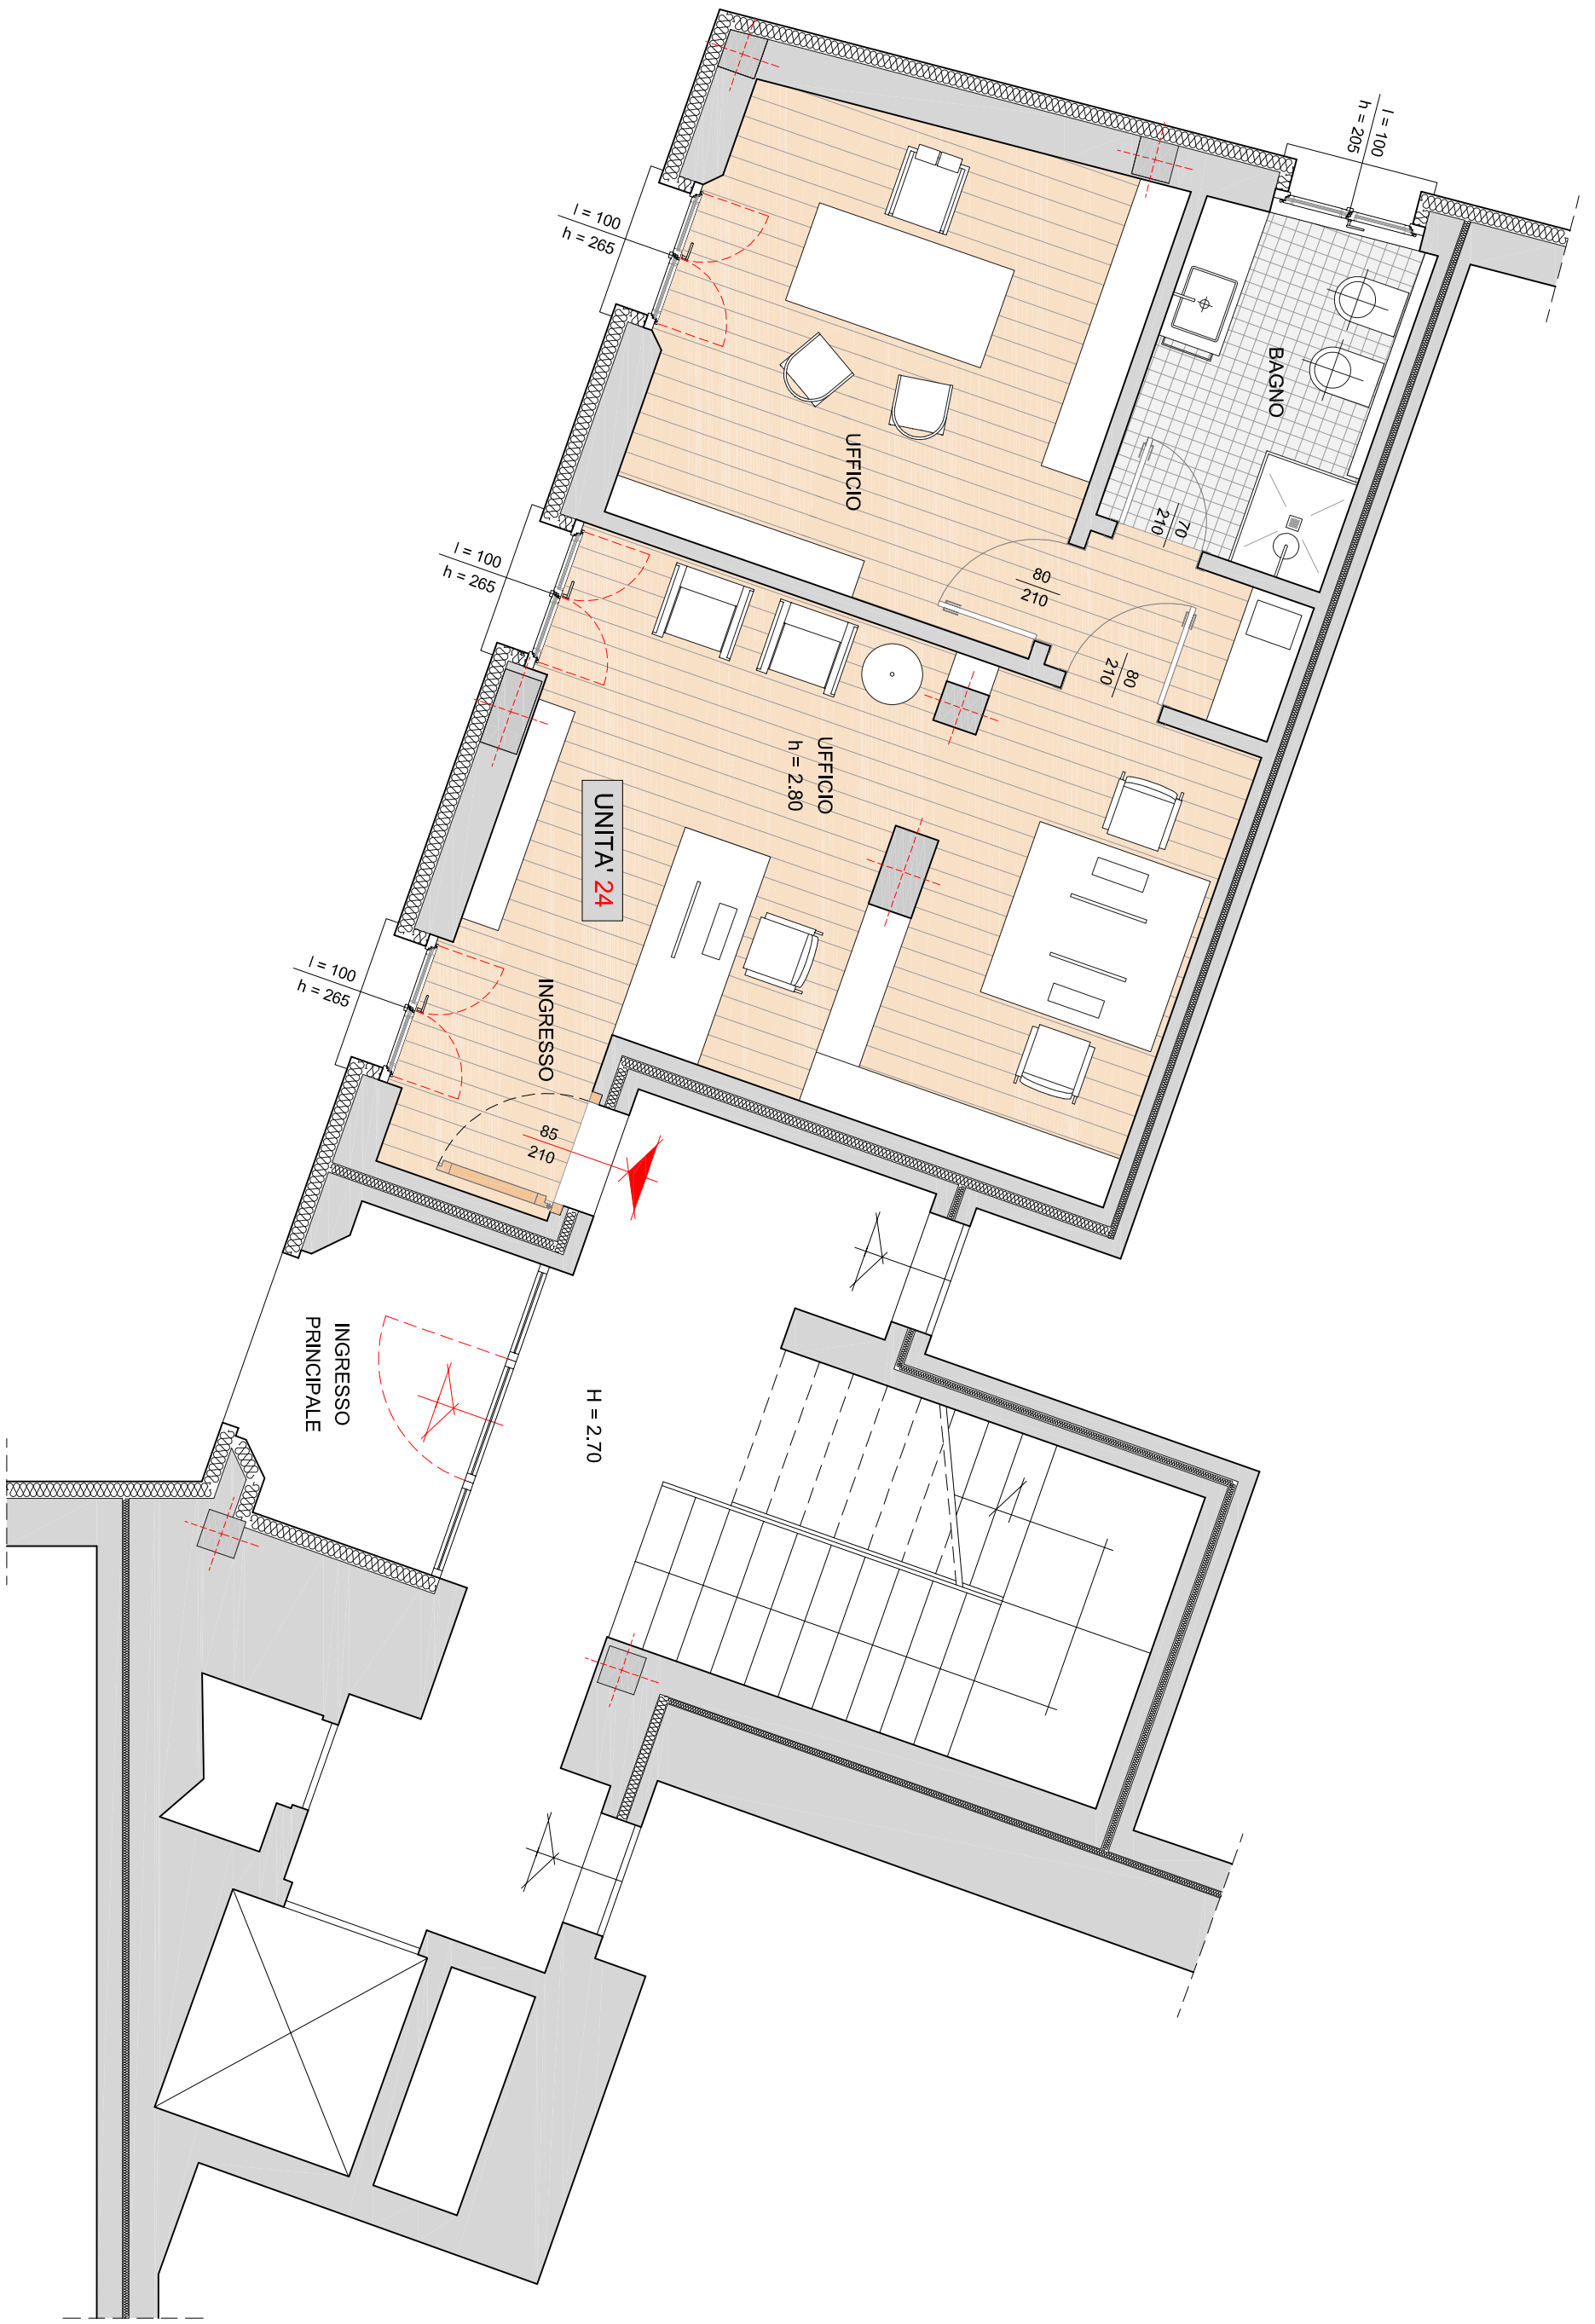 l = 100
h = 205
l = 100
h = 265
BAGNO
UFFICIO
70
210
80
210
l = 100
h = 265
80
210
UFFICIO
h = 2.80
UNITA' 24
l = 100
h = 265
INGRESSO
85
210
INGRESSO
PRINCIPALE
H = 2.70